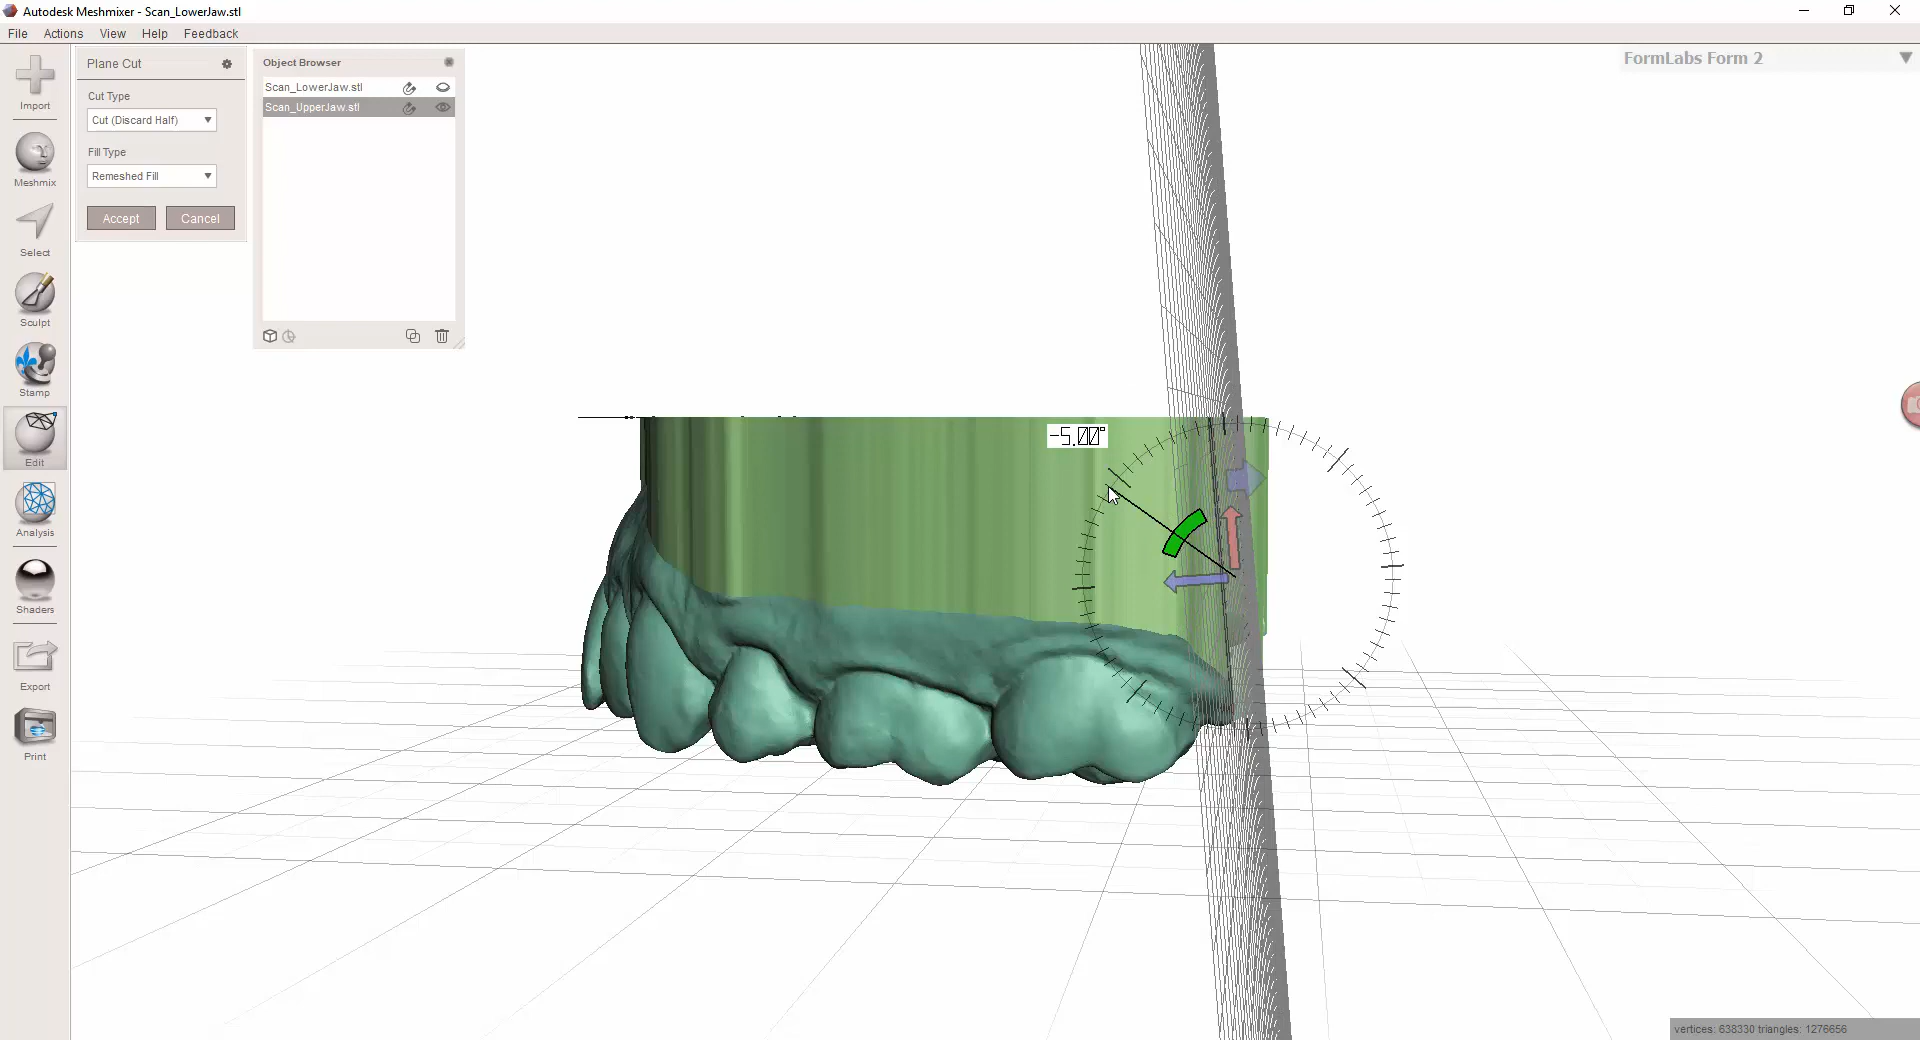 Autodesk Meshmixer - Scan_LowerJaw.stl
File Actions View Help Feedback
Import
Meshmix
Select
Sculpt
Stamp
Edit
Analysis
Shaders
Export
Print
Plane Cut
Cut Type
Cut (Discard Half)
Fill Type
Remeshed Fill
Accept Cancel
Object Browser
Scan_LowerJaw.stl
Scan_UpperJaw.stl
FormLabs Form 2
-5.00°
vertices: 638330 triangles: 1276656